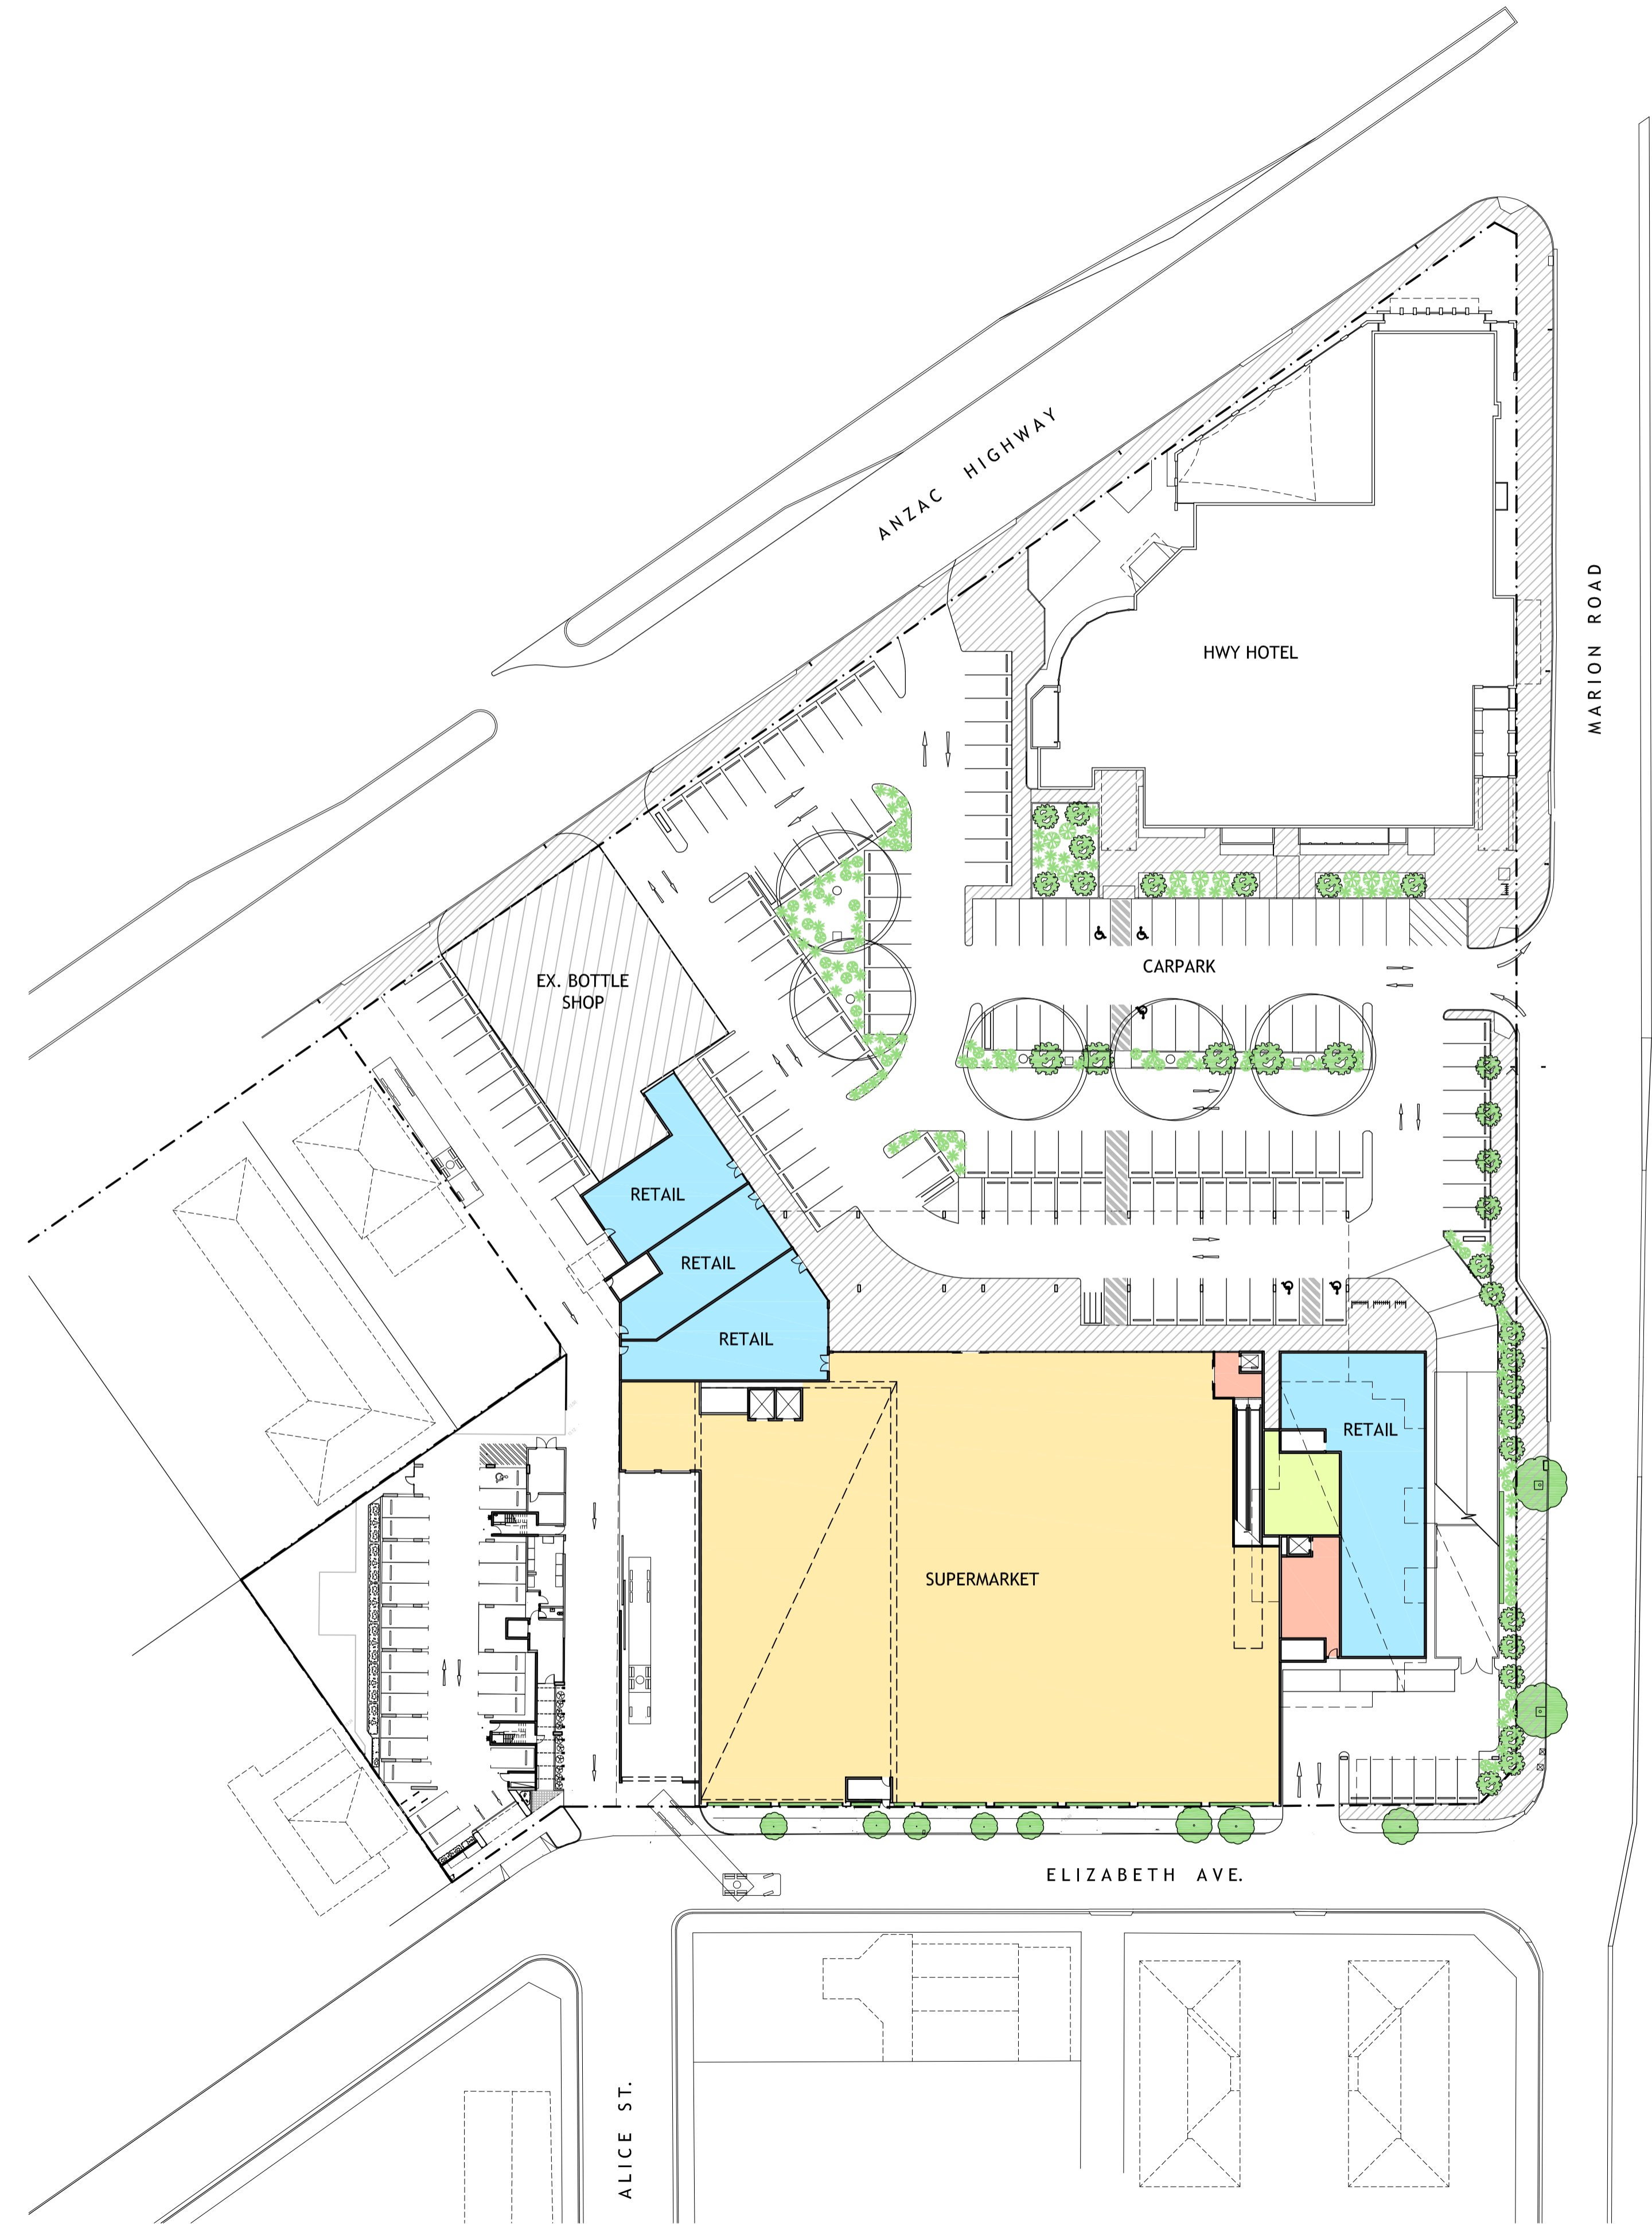 ANZAC HIGHWAY
MARION ROAD
HWY HOTEL
CARPARK
EX. BOTTLE
SHOP
RETAIL
RETAIL
RETAIL
RETAIL
SUPERMARKET
ELIZABETH AVE.
ALICE ST.